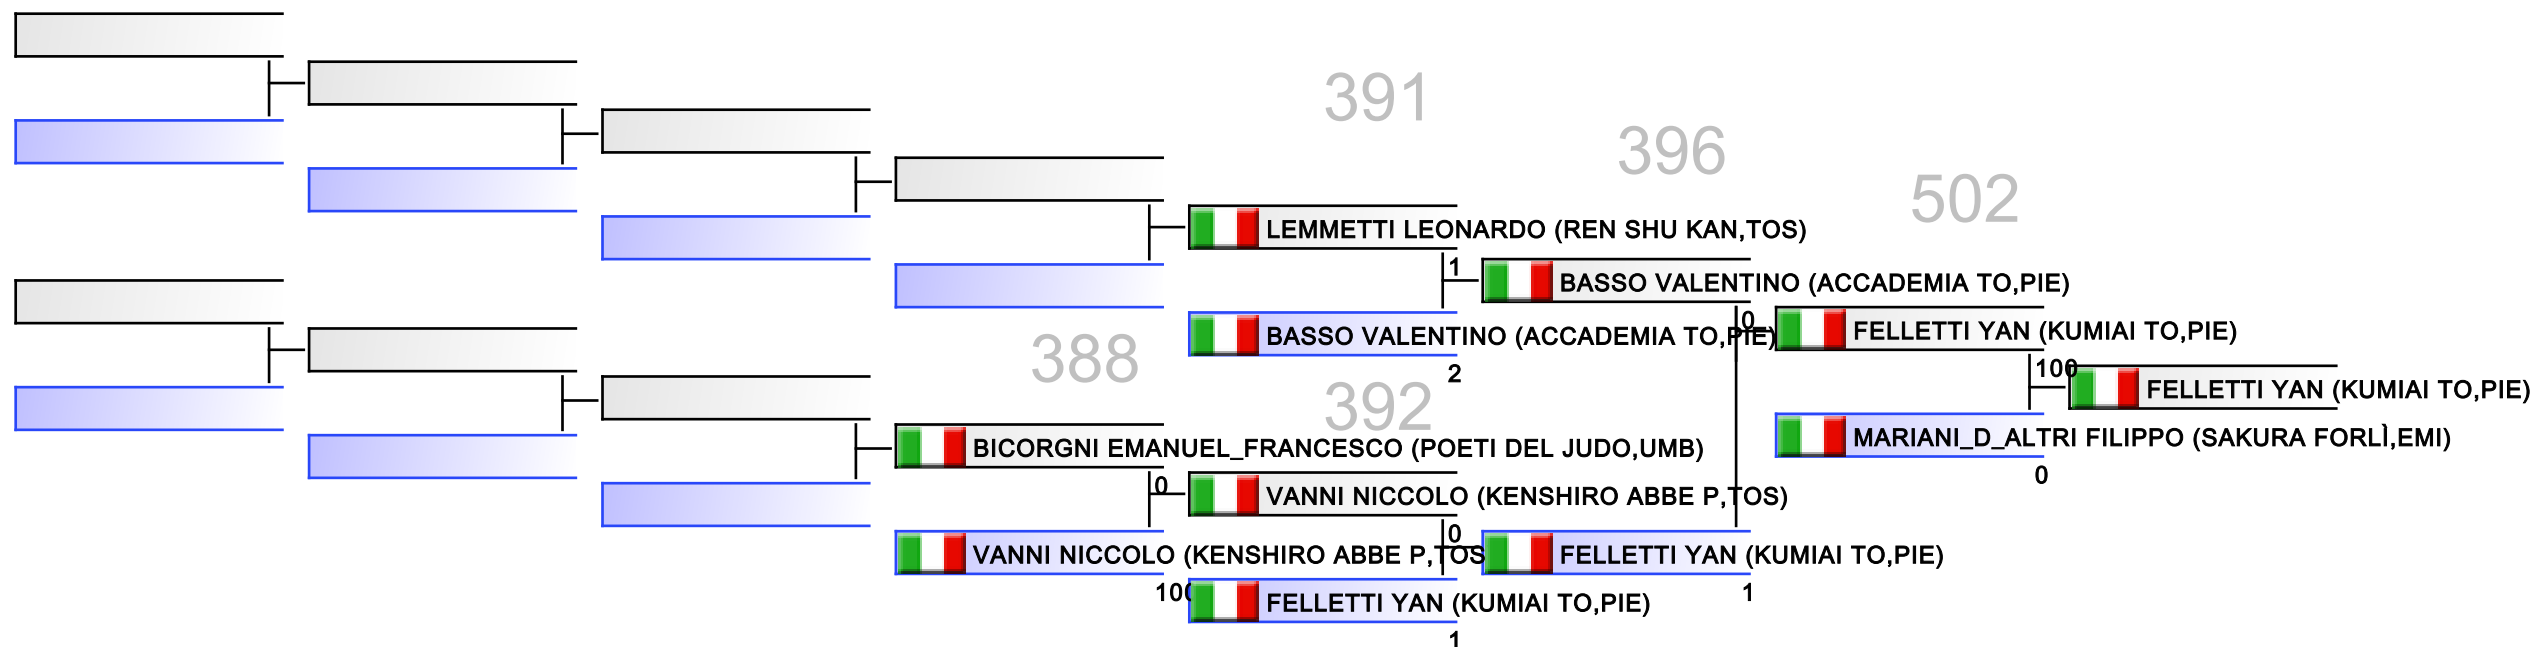 391
396
502
LEMMETTI LEONARDO (REN SHU KAN,TOS)
1
BASSO VALENTINO (ACCADEMIA TO,PIE)
0
FELLETTI YAN (KUMIAI TO,PIE)
BASSO VALENTINO (ACCADEMIA TO,PIE)
2
388
100
FELLETTI YAN (KUMIAI TO,PIE)
392
MARIANI_D_ALTRI FILIPPO (SAKURA FORLÌ,EMI)
0
BICORGNI EMANUEL_FRANCESCO (POETI DEL JUDO,UMB)
0
VANNI NICCOLO (KENSHIRO ABBE P,TOS)
0
VANNI NICCOLO (KENSHIRO ABBE P,TOS
100
FELLETTI YAN (KUMIAI TO,PIE)
1
FELLETTI YAN (KUMIAI TO,PIE)
1